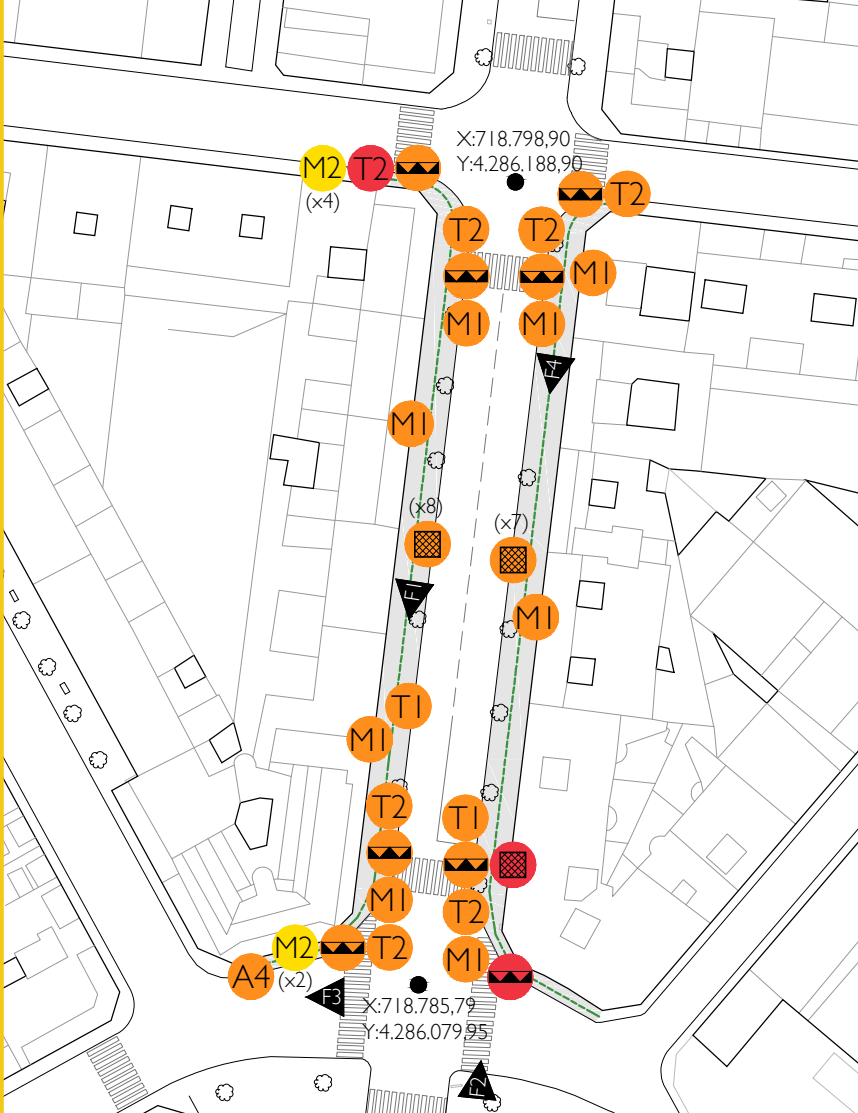 X:718.798,90
Y:4.286.188,90
M2
T2
(x4)
T2
T2
T2
M1
M1
M1
F4
M1
(x8)
(x7)
F1
M1
T1
M1
T2
T1
M1
T2
M2
T2
M1
A4
(x2)
F3
X:718.785,79
Y:4.286.079,95
F2